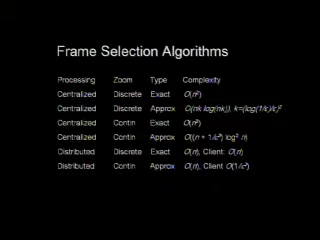 Frame Selection Algorithms
Processing Zoom Type Complexity
Centralized Discrete Exact O(n²)
Centralized Discrete Approx O(nk log(nk)), k=(log(1/ε)/ε)²
Centralized Contin Exact O(n³)
Centralized Contin Approx O((n + 1/ε³) log² n)
Distributed Discrete Exact O(n), Client: O(n)
Distributed Contin Approx O(n), Client O(1/ε³)